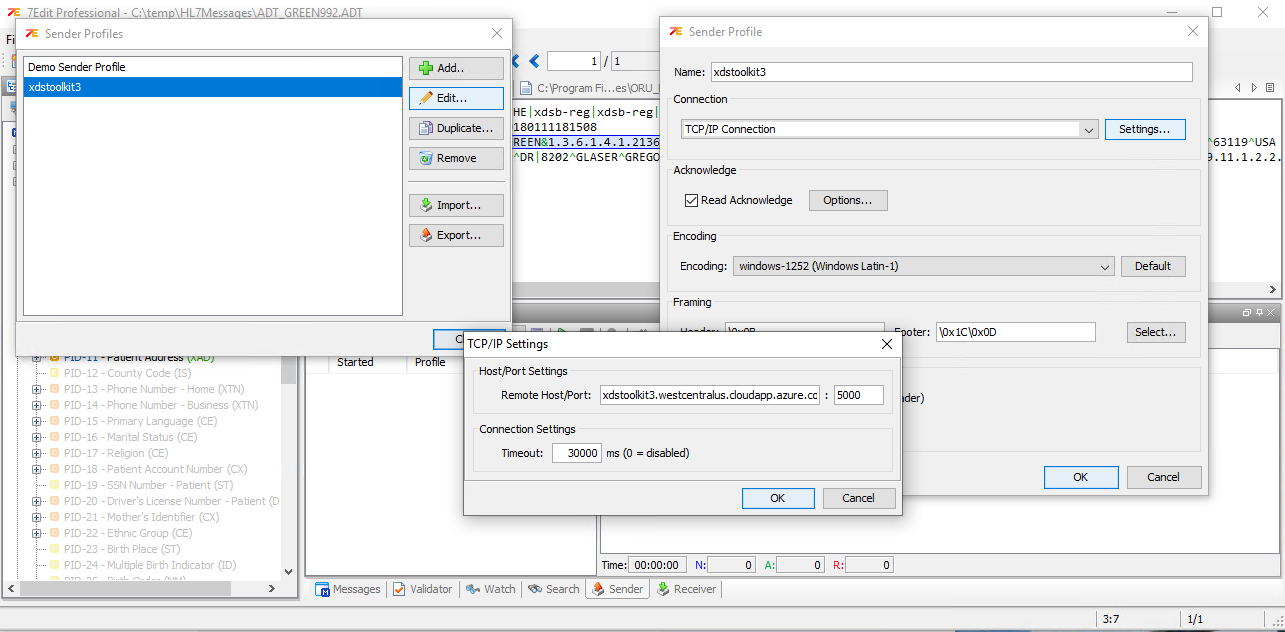 7Edit Professional - C:\temp\HL7Messages\ADT_GREEN992.ADT
Sender Profiles
Demo Sender Profile
xdstoolkit3
Add..
Edit...
Duplicate...
Remove
Import...
Export...
1 / 1
C:\Program Fi...es\ORU_
HE|xdsb-reg|xdsb-reg|
180111181508
REEN&1.3.6.1.4.1.2136
^DR|8202^GLASER^GREGO
^63119^USA
9.11.1.2.2.
Sender Profile
Name: xdstoolkit3
Connection
TCP/IP Connection
Settings...
Acknowledge
Read Acknowledge
Options...
Encoding
Encoding: windows-1252 (Windows Latin-1)
Default
Framing
Header: \0x0B
Footer: \0x1C\0x0D
Select...
ader)
OK
Cancel
TCP/IP Settings
Host/Port Settings
Remote Host/Port: xdstoolkit3.westcentralus.cloudapp.azure.co : 5000
Connection Settings
Timeout: 30000 ms (0 = disabled)
OK
Cancel
Started
Profile
PID-11 - Patient Address (XAD)
PID-12 - County Code (IS)
PID-13 - Phone Number - Home (XTN)
PID-14 - Phone Number - Business (XTN)
PID-15 - Primary Language (CE)
PID-16 - Marital Status (CE)
PID-17 - Religion (CE)
PID-18 - Patient Account Number (CX)
PID-19 - SSN Number - Patient (ST)
PID-20 - Driver's License Number - Patient (D
PID-21 - Mother's Identifier (CX)
PID-22 - Ethnic Group (CE)
PID-23 - Birth Place (ST)
PID-24 - Multiple Birth Indicator (ID)
PID-25 - Birth Order (NM)
Time: 00:00:00 N: 0 A: 0 R: 0
Messages
Validator
Watch
Search
Sender
Receiver
3:7
1/1